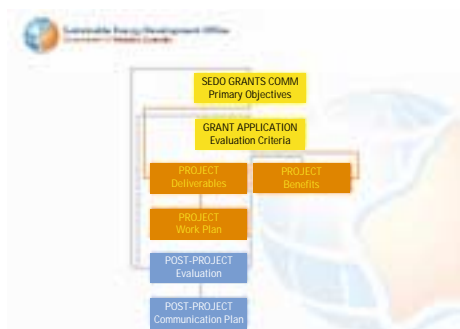 Sustainable Energy Development Office
SEDO GRANTS COMM
Primary Objectives
GRANT APPLICATION
Evaluation Criteria
PROJECT
Deliverables
PROJECT
Benefits
PROJECT
Work Plan
POST-PROJECT
Evaluation
POST-PROJECT
Communication Plan